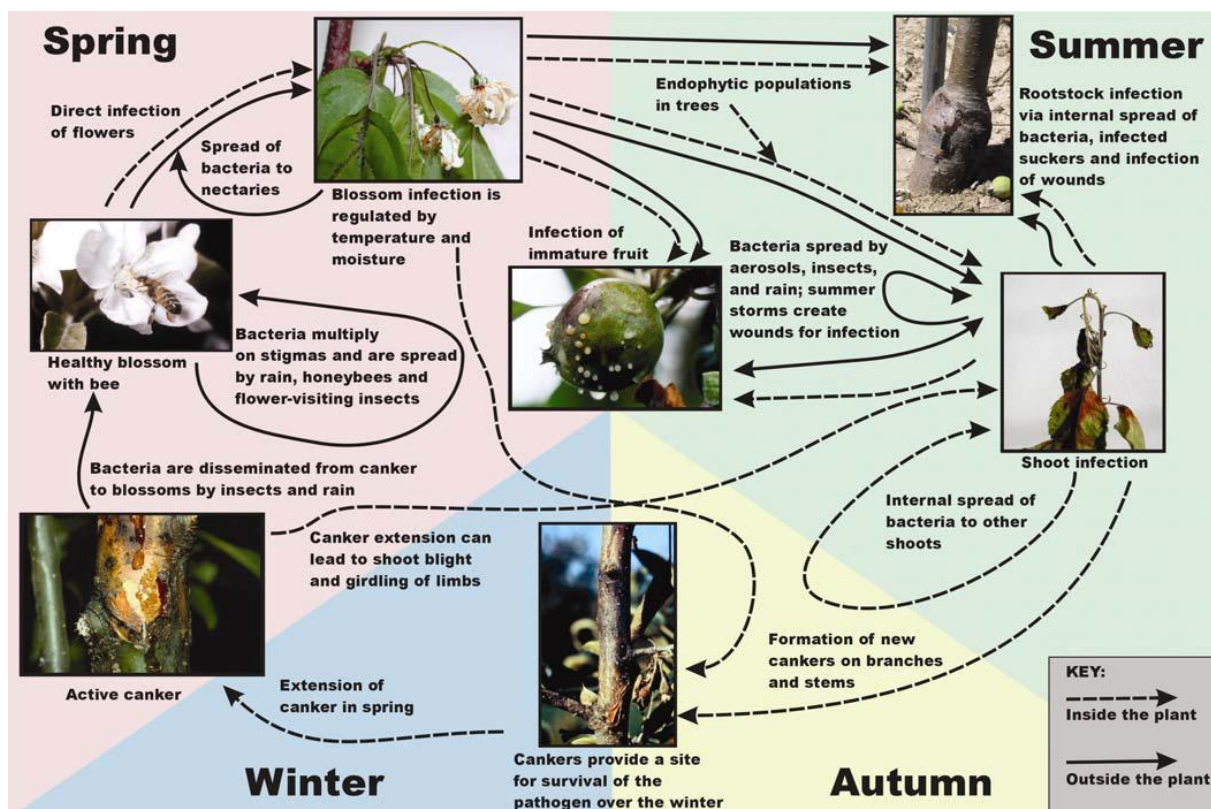 Spring
Direct infection
of flowers
Spread of
bacteria to
nectaries
Blossom infection is
regulated by
temperature and
moisture
Healthy blossom
with bee
Bacteria multiply
on stigmas and are spread
by rain, honeybees and
flower-visiting insects
Bacteria are disseminated from canker
to blossoms by insects and rain
Active canker
Canker extension can
lead to shoot blight
and girdling of limbs
Summer
Endophytic populations
in trees
Rootstock infection
via internal spread of
bacteria, infected
suckers and infection
of wounds
Infection of
immature fruit
Bacteria spread by
aerosols, insects,
and rain; summer
storms create
wounds for infection
Shoot infection
Internal spread of
bacteria to other
shoots
Formation of new
cankers on branches
and stems
Extension of
canker in spring
Winter
Cankers provide a site
for survival of the
pathogen over the winter
Autumn
KEY:
Inside the plant
Outside the plant